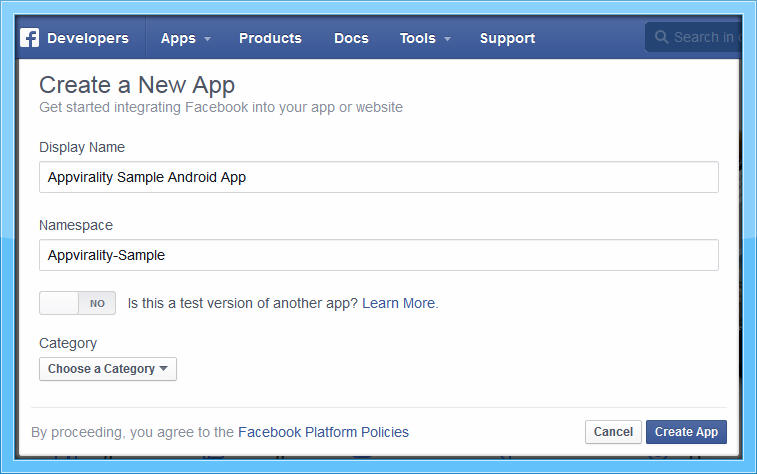 f Developers Apps Products Docs Tools Support Search in
Create a New App
Get started integrating Facebook into your app or website
Display Name
Appvirality Sample Android App
Namespace
Appvirality-Sample
NO Is this a test version of another app? Learn More.
Category
Choose a Category
By proceeding, you agree to the Facebook Platform Policies Cancel Create App